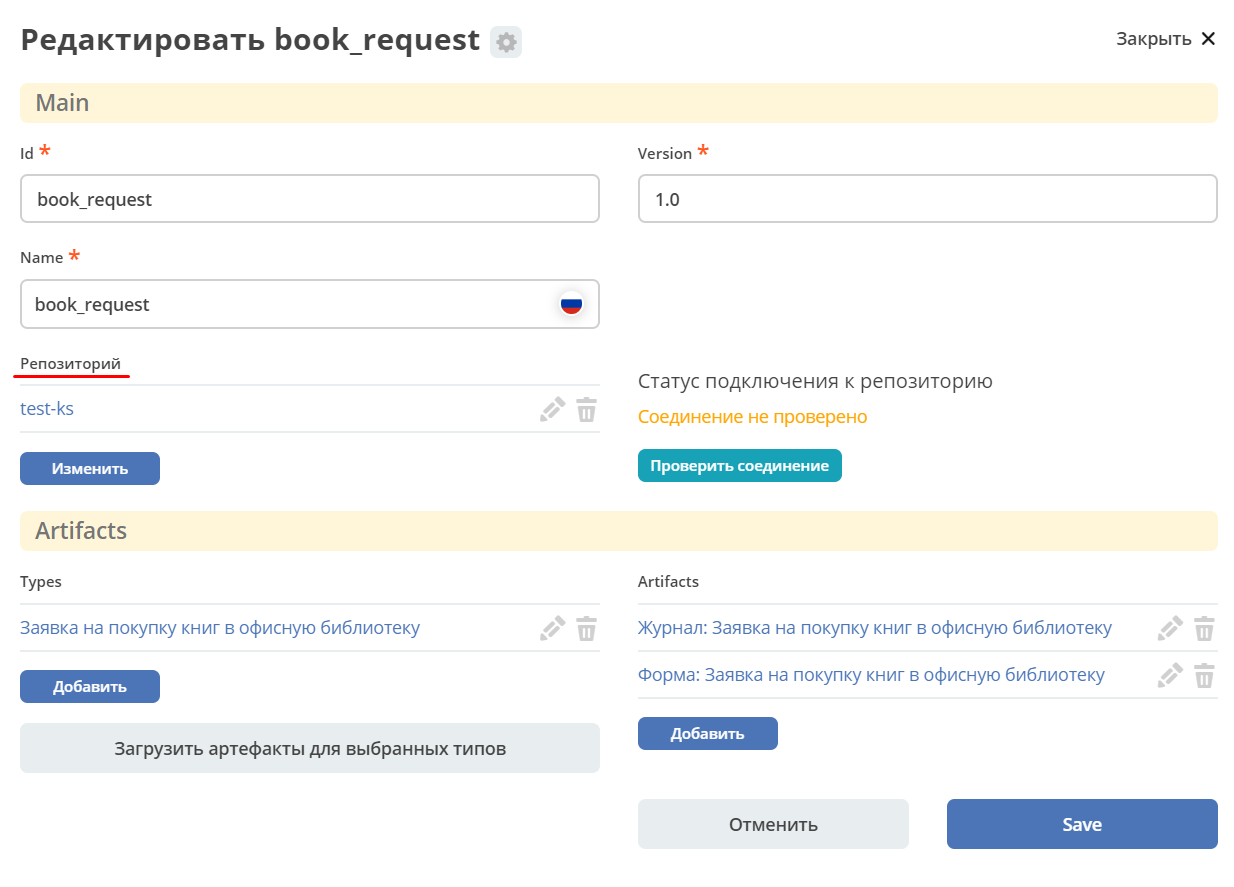 Редактировать book_request
Закрыть
Main
Id *
Version *
book_request
1.0
Name *
book_request
Репозиторий
Статус подключения к репозиторию
test-ks
Соединение не проверено
Изменить
Проверить соединение
Artifacts
Types
Artifacts
Заявка на покупку книг в офисную библиотеку
Журнал: Заявка на покупку книг в офисную библиотеку
Форма: Заявка на покупку книг в офисную библиотеку
Добавить
Добавить
Загрузить артефакты для выбранных типов
Отменить
Save